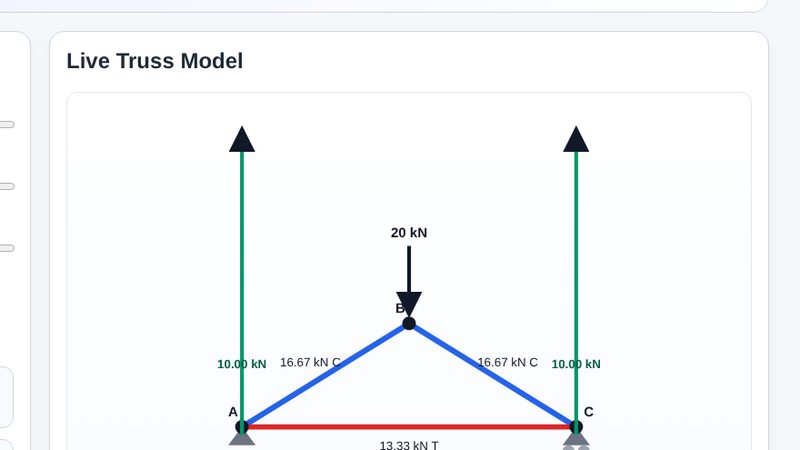 Live Truss Model
20 kN
B
10.00 kN
16.67 kN C
16.67 kN C
10.00 kN
A
C
13.33 kN T